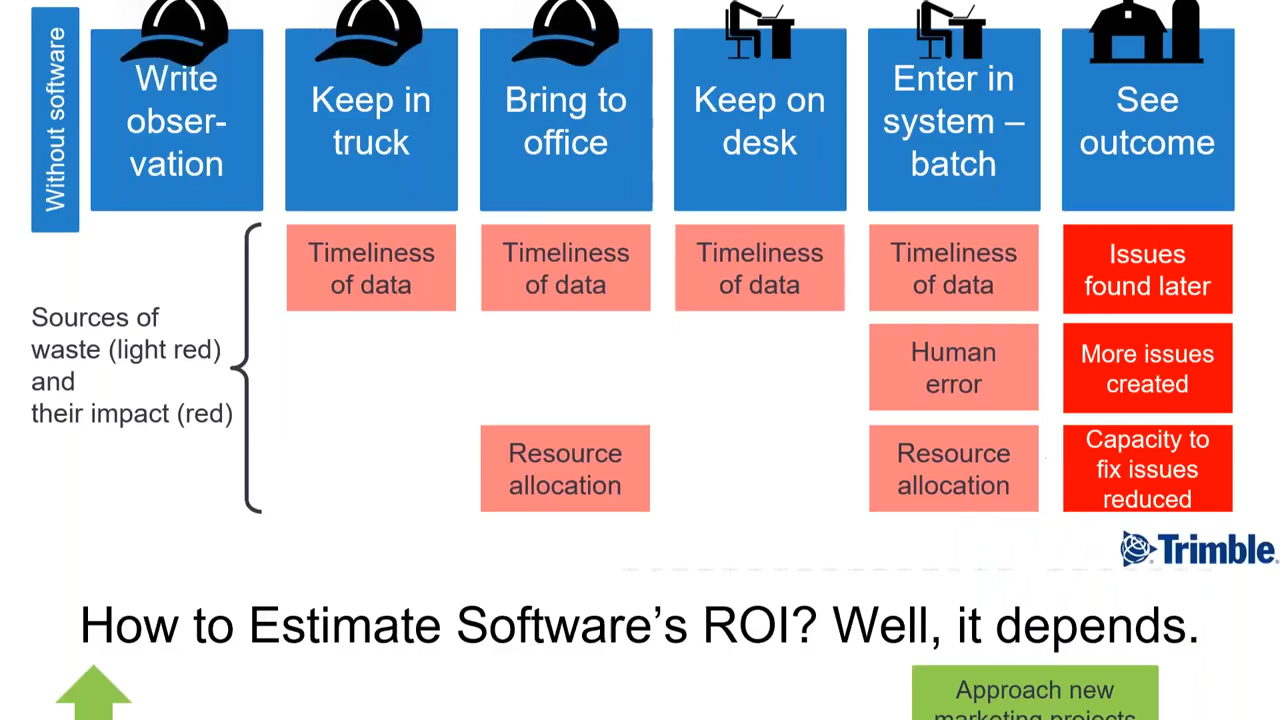 Without software
Write
obser-
vation
Keep in
truck
Bring to
office
Keep on
desk
Enter in
system –
batch
See
outcome
Sources of
waste (light red)
and
their impact (red)
Timeliness
of data
Timeliness
of data
Timeliness
of data
Timeliness
of data
Issues
found later
Human
error
More issues
created
Resource
allocation
Resource
allocation
Capacity to
fix issues
reduced
Trimble.
How to Estimate Software’s ROI? Well, it depends.
Approach new
marketing projects